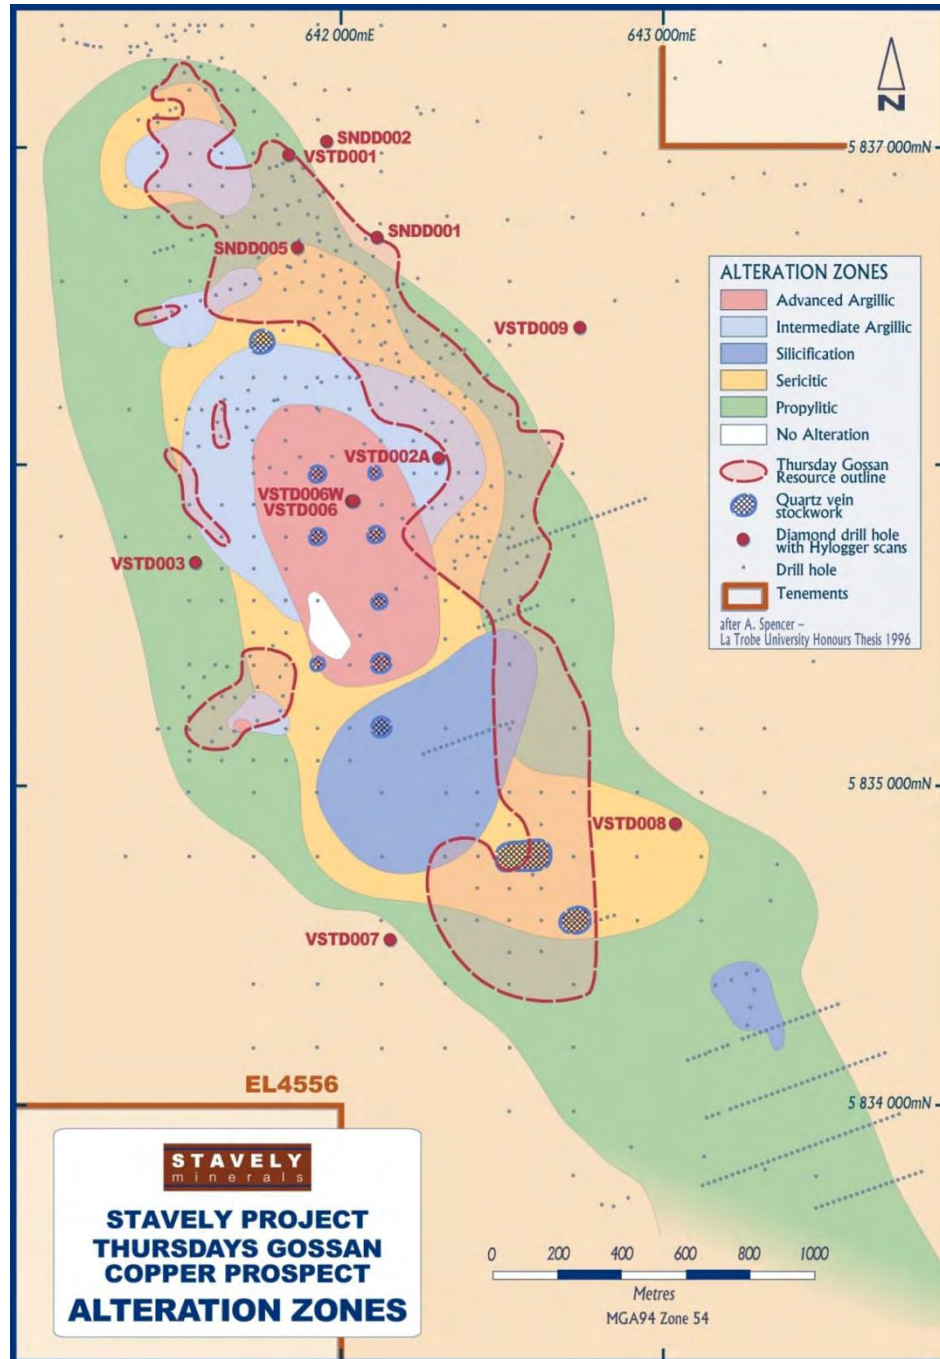 642 000mE
643 000mE
N
5 837 000mN
SNDD002
VSTD001
SNDD001
SNDD005
VSTD009
VSTD002A
VSTD006W
VSTD006
VSTD003
ALTERATION ZONES
Advanced Argillic
Intermediate Argillic
Silicification
Sericitic
Propylitic
No Alteration
Thursday Gossan
Resource outline
Quartz vein
stockwork
Diamond drill hole
with Hylogger scans
Drill hole
Tenements
after A. Spencer –
La Trobe University Honours Thesis 1996
5 835 000mN
VSTD008
VSTD007
EL4556
5 834 000mN
STAVELY
minerals
STAVELY PROJECT
THURSDAYS GOSSAN
COPPER PROSPECT
ALTERATION ZONES
0 200 400 600 800 1000
Metres
MGA94 Zone 54